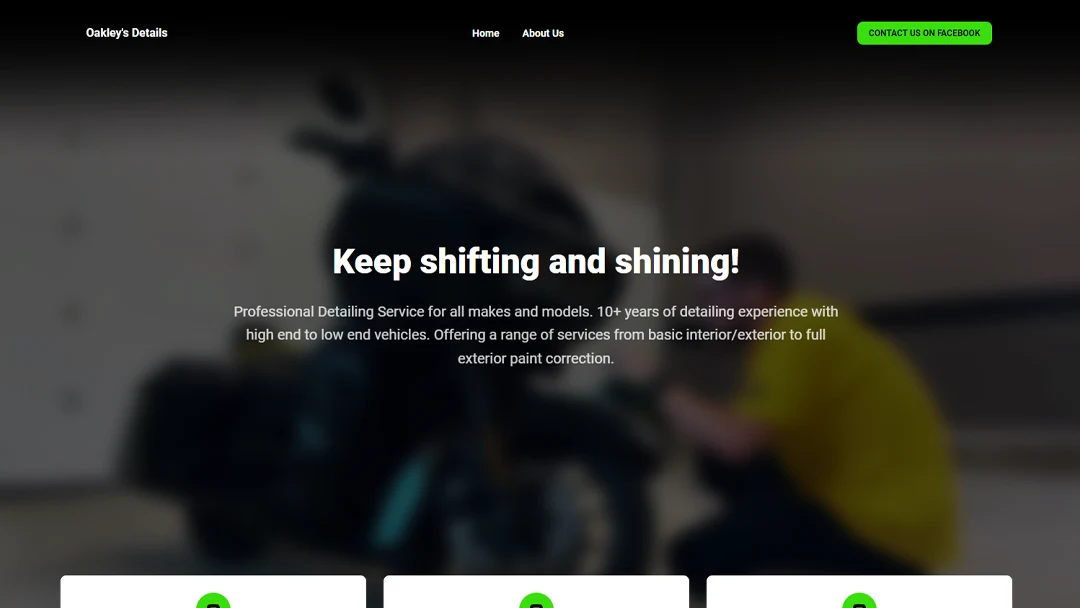 Oakley's Details
Home
About Us
CONTACT US ON FACEBOOK
Keep shifting and shining!
Professional Detailing Service for all makes and models. 10+ years of detailing experience with
high end to low end vehicles. Offering a range of services from basic interior/exterior to full
exterior paint correction.